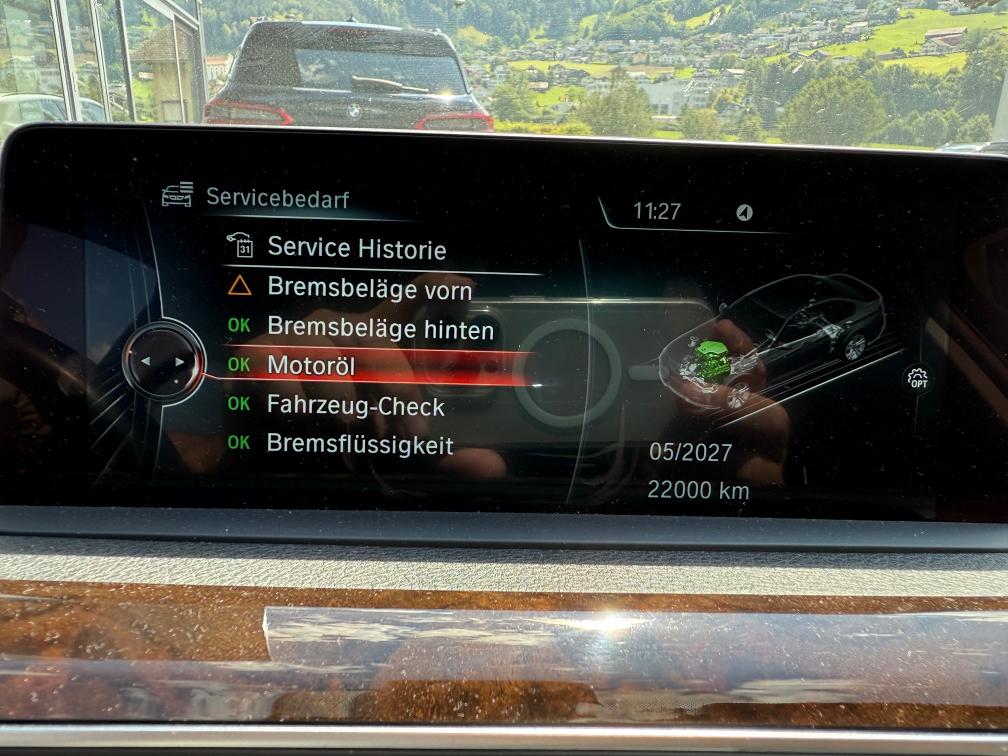 Servicebedarf
11:27
31
Service Historie
Bremsbeläge vorn
OK Bremsbeläge hinten
OK Motoröl
OK Fahrzeug-Check
OK Bremsflüssigkeit
OPT
05/2027
22000 km